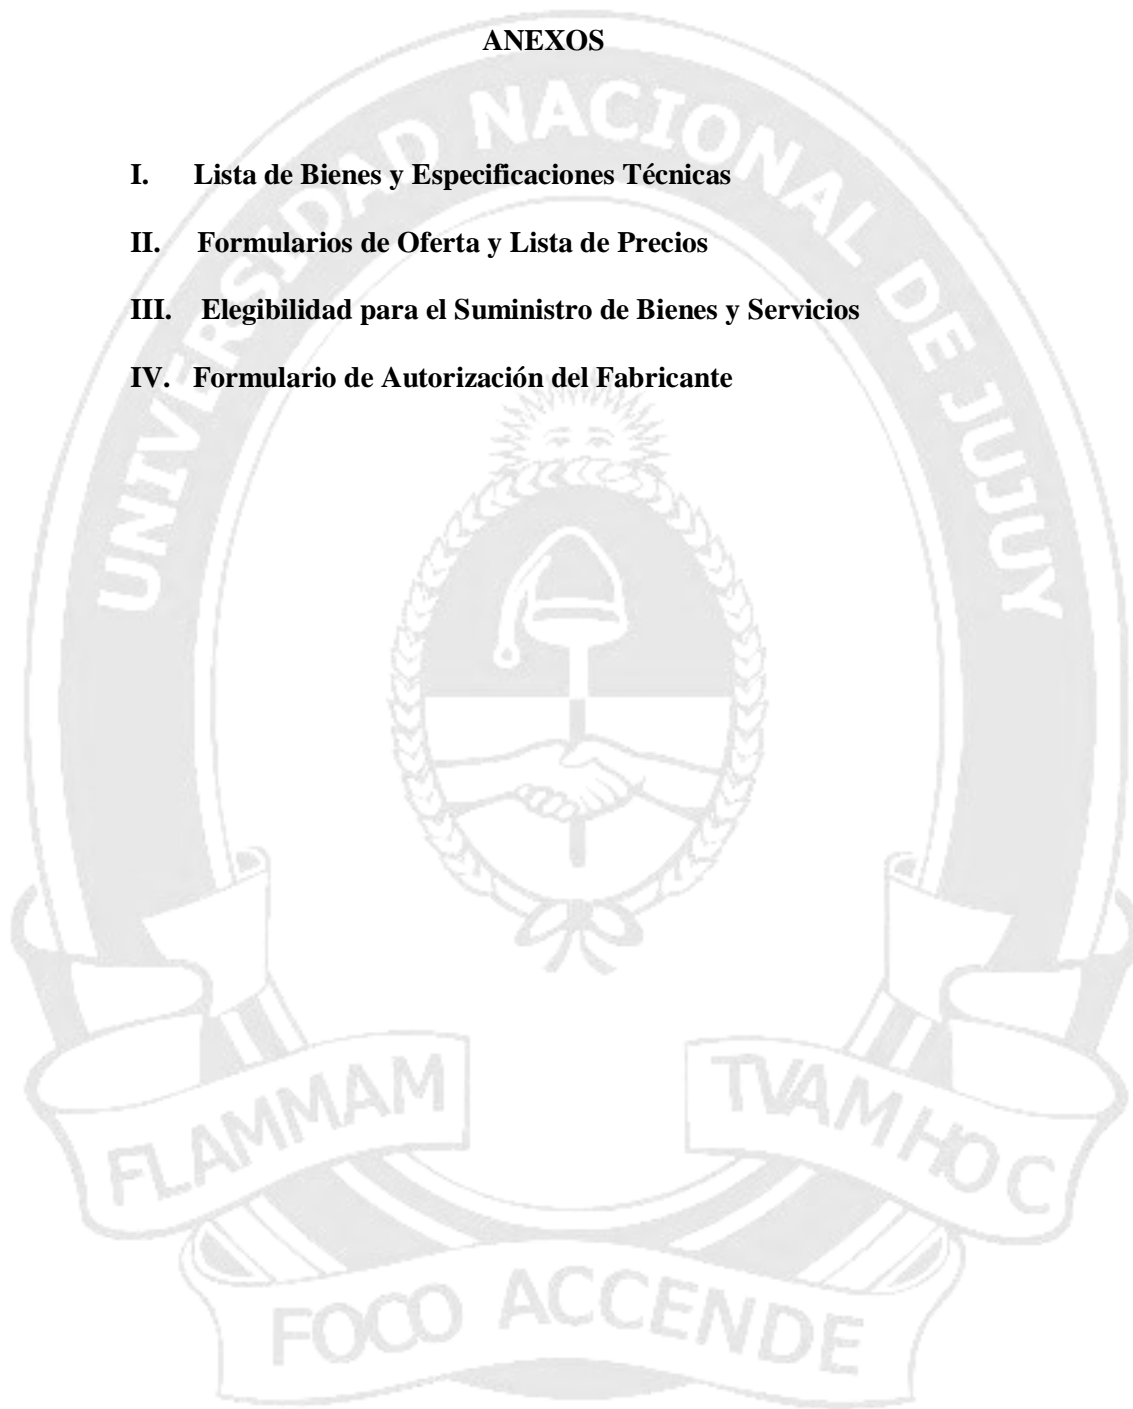 ANEXOS
I. Lista de Bienes y Especificaciones Técnicas
II. Formularios de Oferta y Lista de Precios
III. Elegibilidad para el Suministro de Bienes y Servicios
IV. Formulario de Autorización del Fabricante
UNIVERSIDAD NACIONAL DE JUJUY
FLAMMAM
TVAM HOC
FOCO ACCENDE